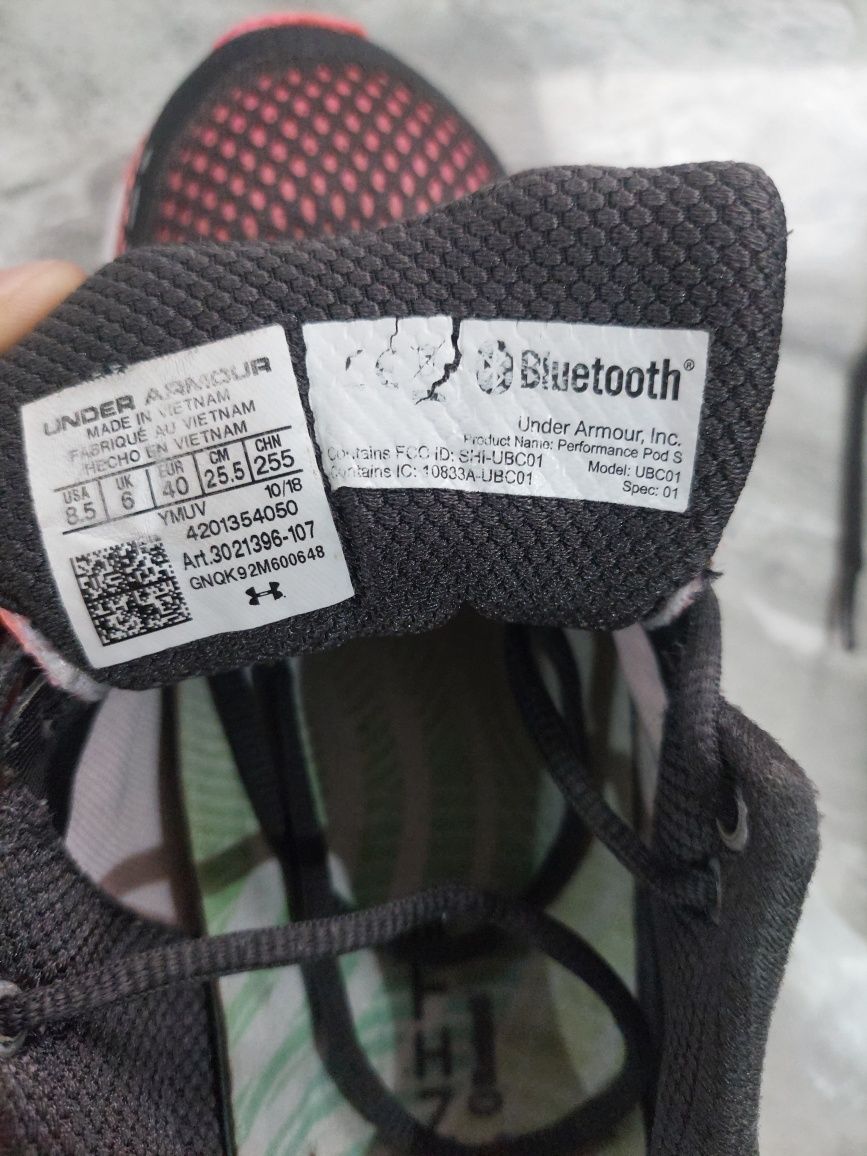 UNDER ARMOUR
MADE IN VIETNAM
FABRIQUÉ AU VIETNAM
HECHO EN VIETNAM
USA UK EUR CM CHN
8.5 6 40 25.5 255
YMUV 10/18
4201354050
Art.3021396-107
GNQK92M600648
Bluetooth®
Under Armour, Inc.
Product Name: Performance Pod S
Contains FCC ID: SHI-UBC01 Model: UBC01
Contains IC: 10833A-UBC01 Spec: 01